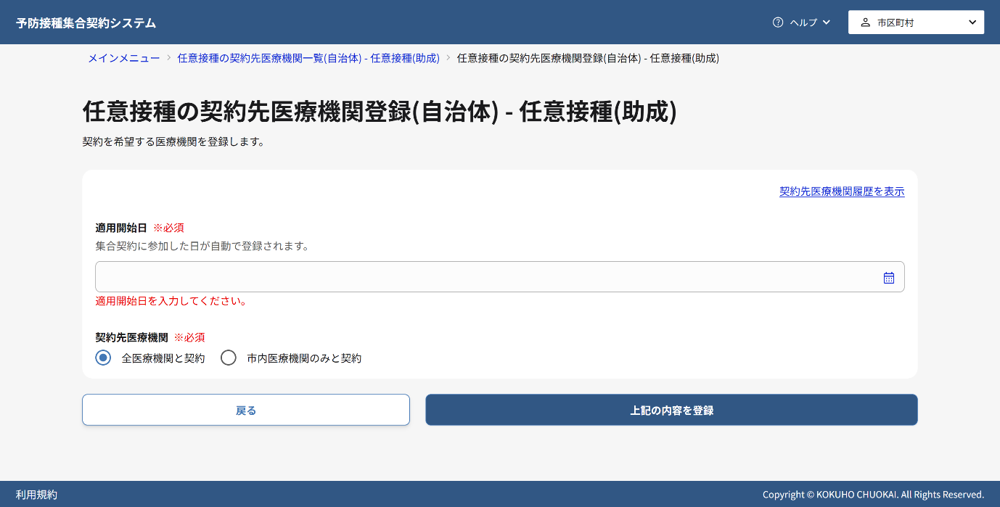 予防接種集合契約システム
ヘルプ
市区町村
メインメニュー > 任意接種の契約先医療機関一覧(自治体) - 任意接種(助成) > 任意接種の契約先医療機関登録(自治体) - 任意接種(助成)
任意接種の契約先医療機関登録(自治体) - 任意接種(助成)
契約を希望する医療機関を登録します。
契約先医療機関履歴を表示
適用開始日 ※必須
集合契約に参加した日が自動で登録されます。
適用開始日を入力してください。
契約先医療機関 ※必須
全医療機関と契約 市内医療機関のみと契約
戻る 上記の内容を登録
利用規約 Copyright © KOKUHO CHUOKAI. All Rights Reserved.